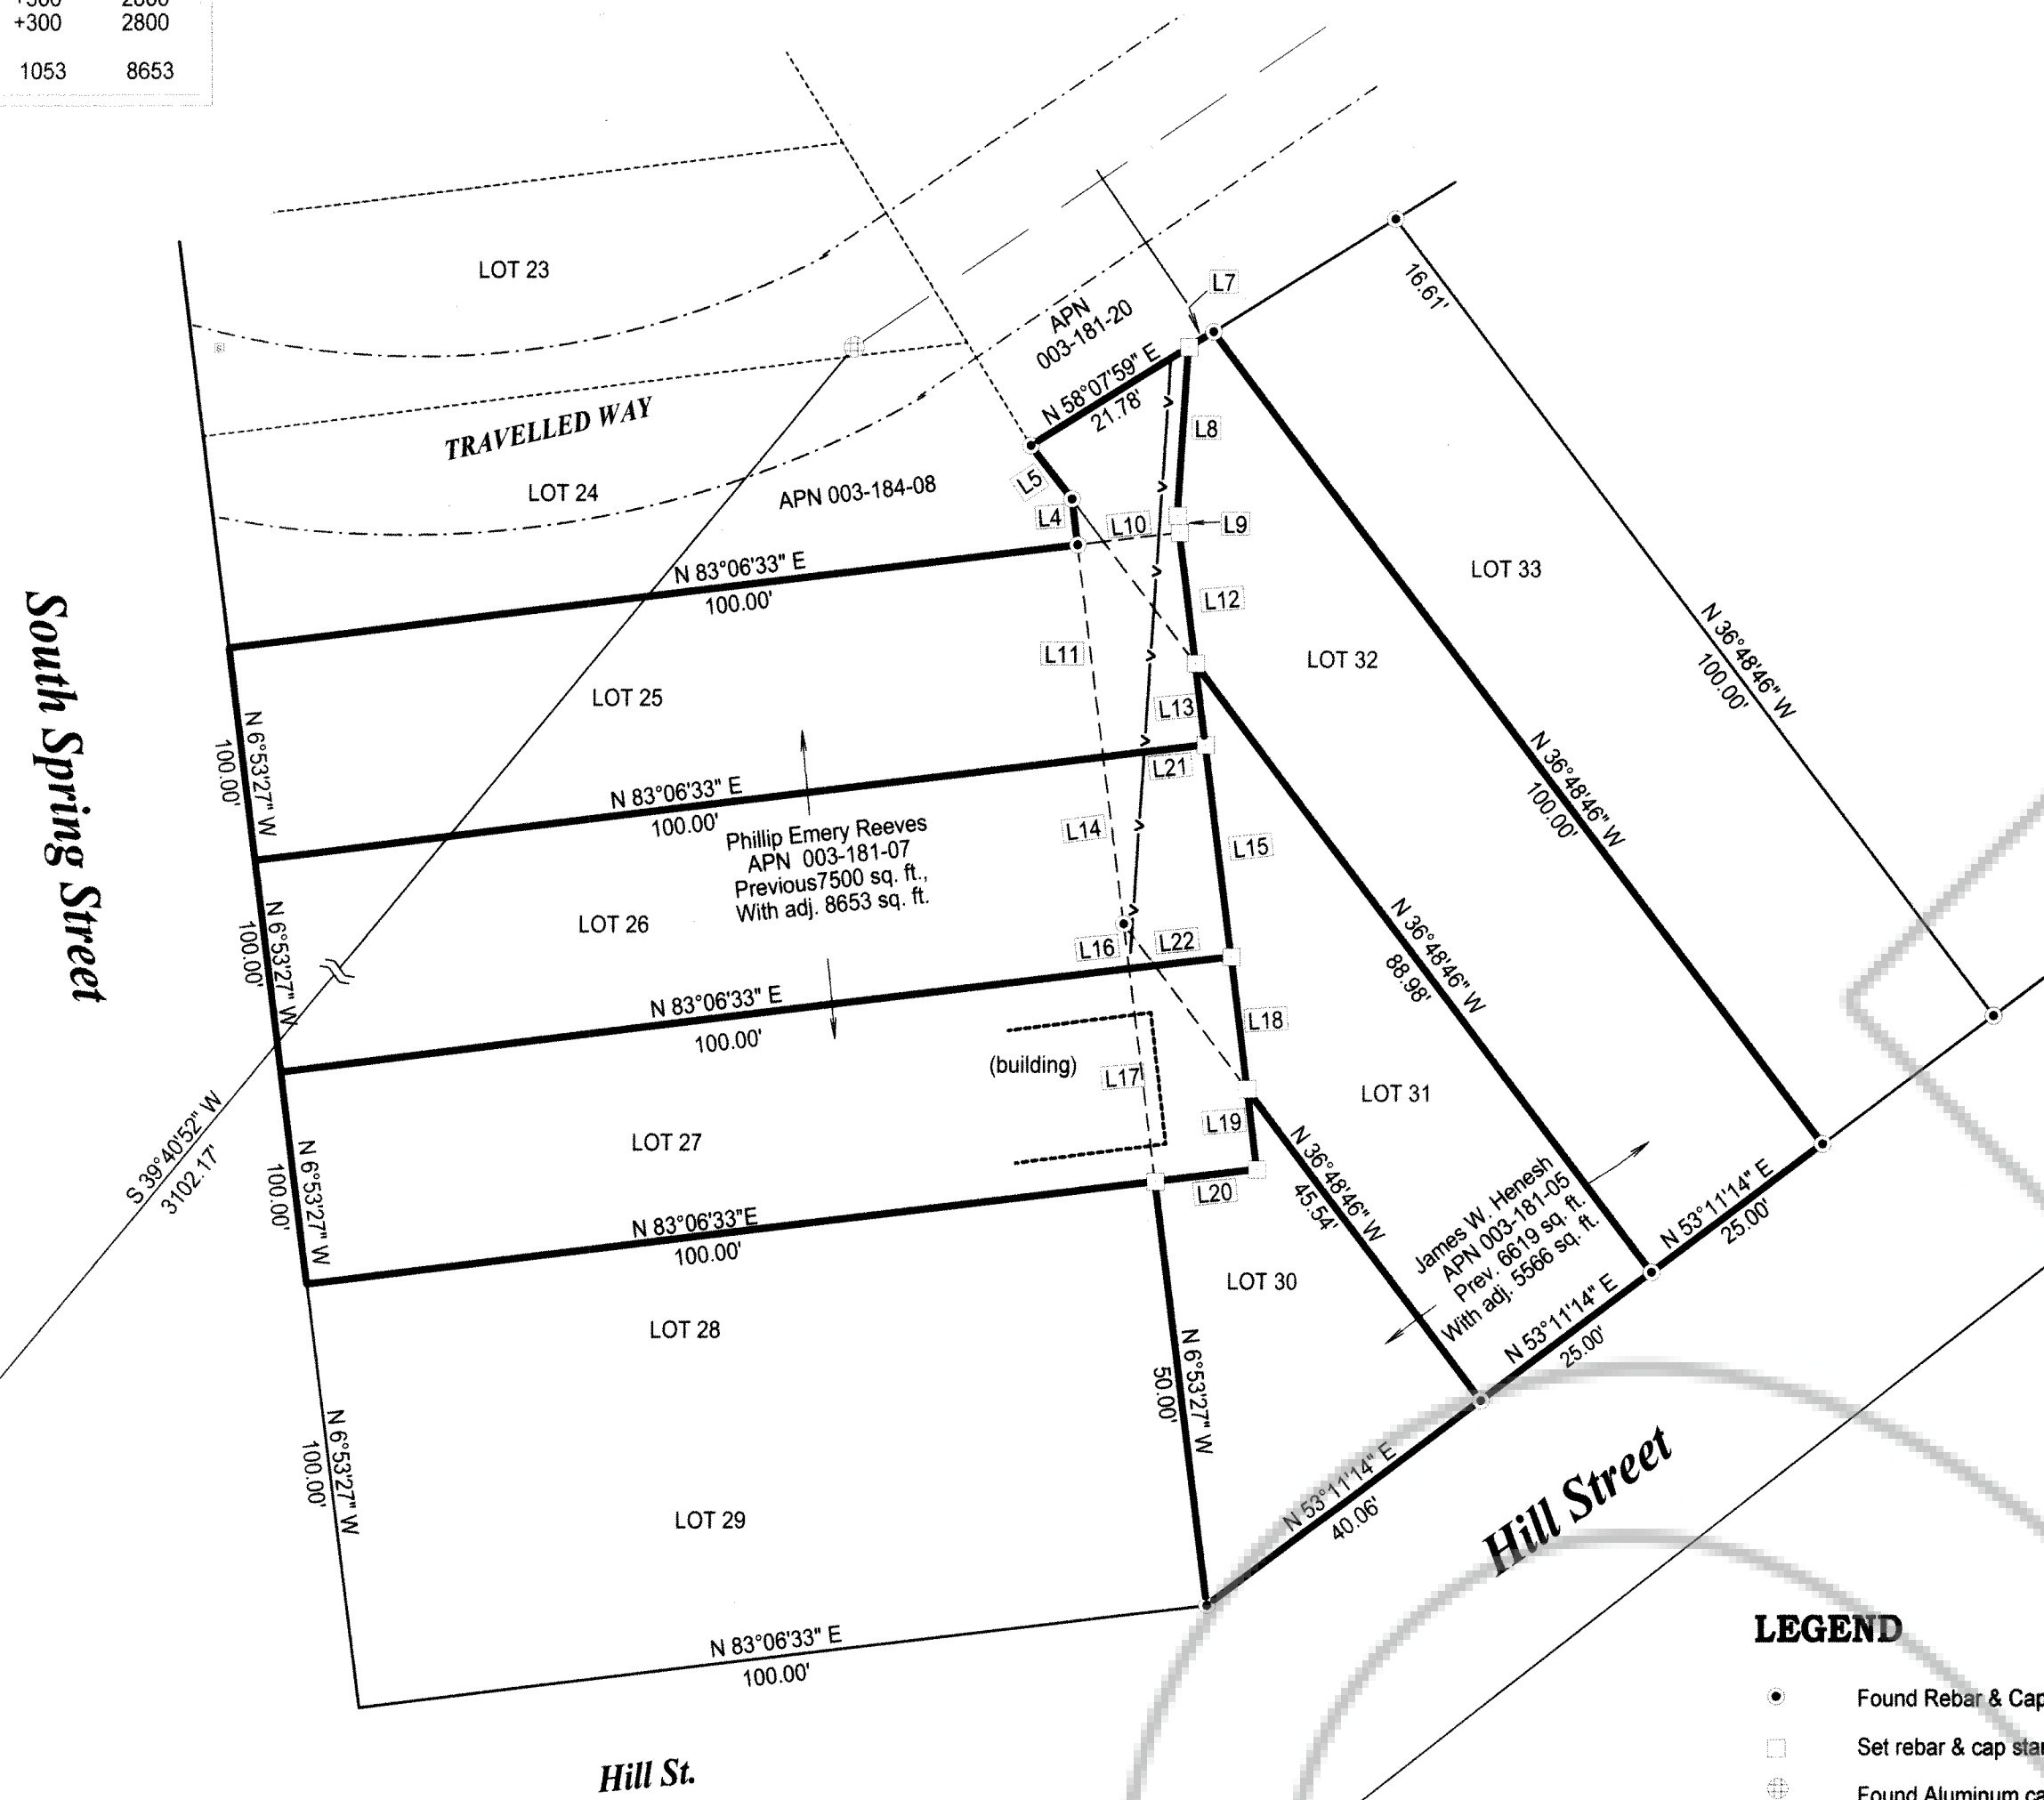 +300 2800
1053 8653
LOT 23
L7
16.61'
APN
003-181-20
N 58°07'59" E
21.78'
TRAVELLED WAY
L8
L5
LOT 24
APN 003-184-08
L4
L10
L9
LOT 33
N 83°06'33" E
100.00'
L12
South Spring Street
L11
LOT 32
N 36°48'46" W
100.00'
LOT 25
L13
N 6°53'27" W
100.00'
L21
N 36°48'46" W
100.00'
N 83°06'33" E
100.00'
Phillip Emery Reeves
APN 003-181-07
Previous7500 sq. ft.,
With adj. 8653 sq. ft.
L14
L15
LOT 26
N 6°53'27" W
100.00'
L16
L22
N 36°48'46" W
88.98'
N 83°06'33" E
100.00'
L18
(building)
L17
LOT 31
S 39°40'52" W
3102.17'
LOT 27
L19
N 6°53'27" W
100.00'
N 36°48'46" W
45.54'
L20
James W. Henesh
APN 003-181-05
Prev. 6619 sq. ft.
With adj. 5566 sq. ft.
N 53°11'14" E
25.00'
N 83°06'33"E
100.00'
LOT 30
N 53°11'14" E
25.00'
LOT 28
N 6°53'27" W
50.00'
N 6°53'27" W
100.00'
LOT 29
N 53°11'14" E
40.06'
Hill Street
N 83°06'33" E
100.00'
LEGEND
Found Rebar & Cap
Set rebar & cap
Hill St.
Found Aluminum